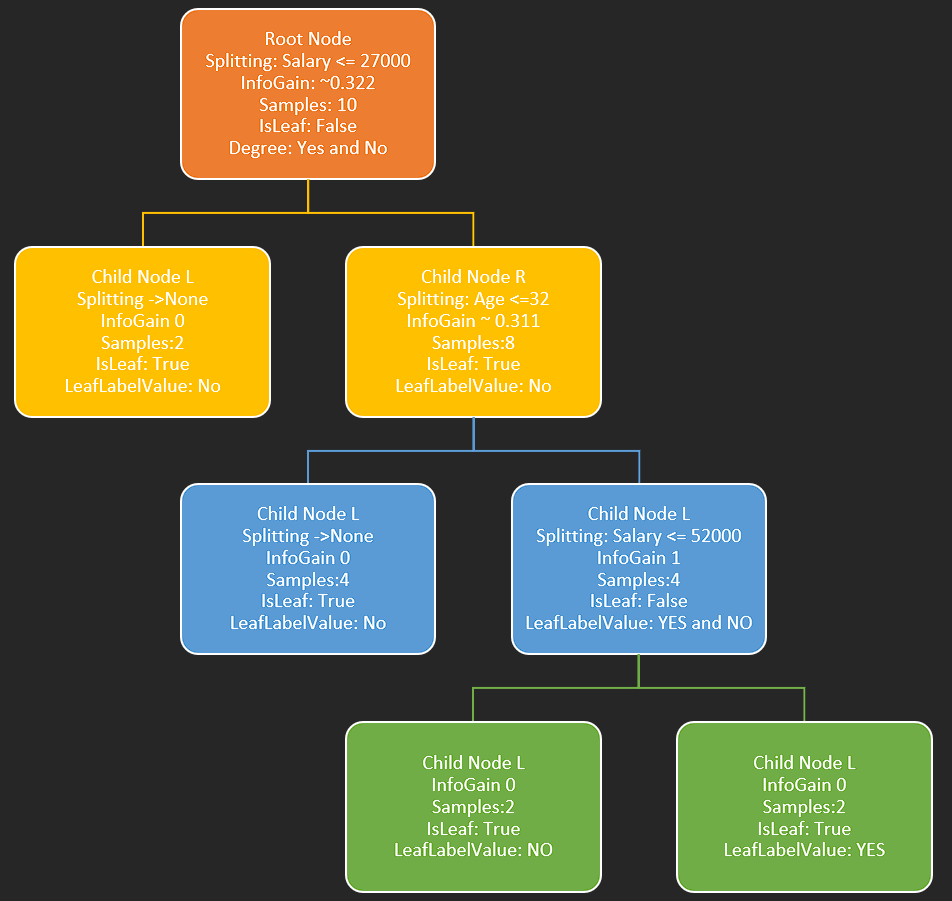 Root Node
Splitting: Salary <= 27000
InfoGain: ~0.322
Samples: 10
IsLeaf: False
Degree: Yes and No
Child Node L
Splitting ->None
InfoGain 0
Samples:2
IsLeaf: True
LeafLabelValue: No
Child Node R
Splitting: Age <=32
InfoGain ~ 0.311
Samples:8
IsLeaf: True
LeafLabelValue: No
Child Node L
Splitting ->None
InfoGain 0
Samples:4
IsLeaf: True
LeafLabelValue: No
Child Node L
Splitting: Salary <= 52000
InfoGain 1
Samples:4
IsLeaf: False
LeafLabelValue: YES and NO
Child Node L
InfoGain 0
Samples:2
IsLeaf: True
LeafLabelValue: NO
Child Node L
InfoGain 0
Samples:2
IsLeaf: True
LeafLabelValue: YES